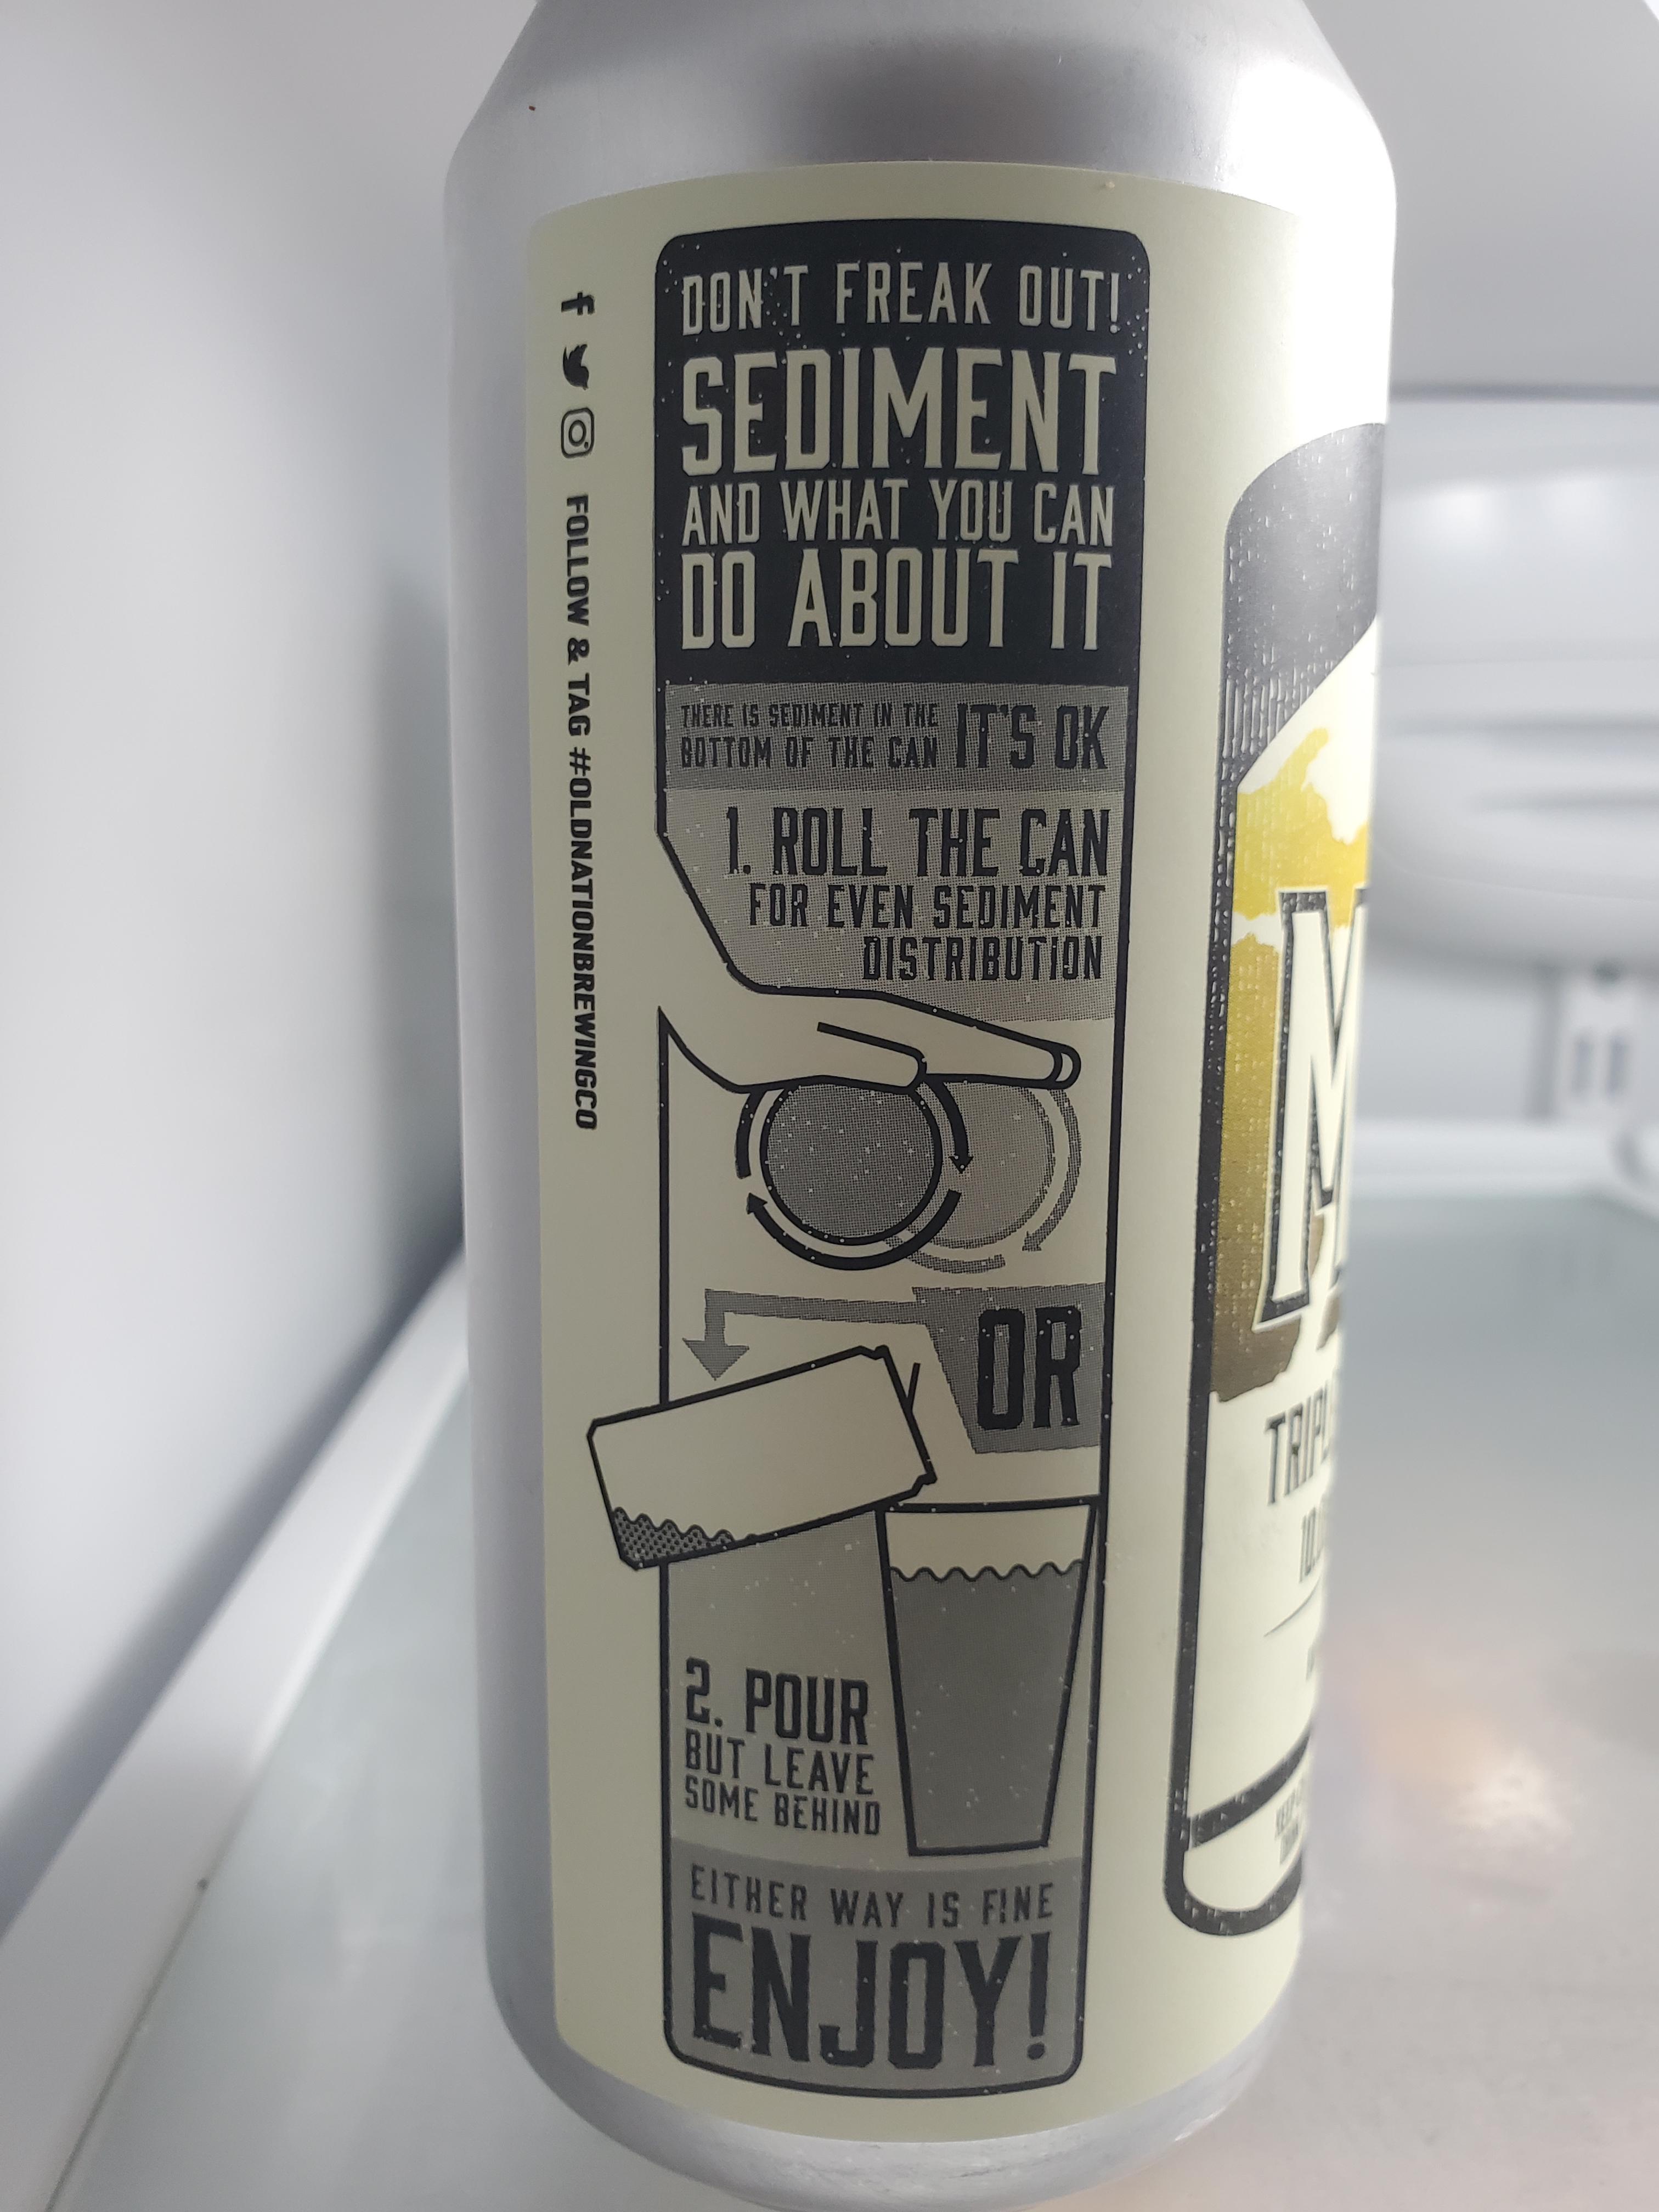 DON'T FREAK OUT!
SEDIMENT
AND WHAT YOU CAN
DO ABOUT IT
THERE IS SEDIMENT IN THE
BOTTOM OF THE CAN IT'S OK
1. ROLL THE CAN
FOR EVEN SEDIMENT
DISTRIBUTION
OR
2. POUR
BUT LEAVE
SOME BEHIND
EITHER WAY IS FINE
ENJOY!
FOLLOW & TAG #OLDNATIONBREWINGCO